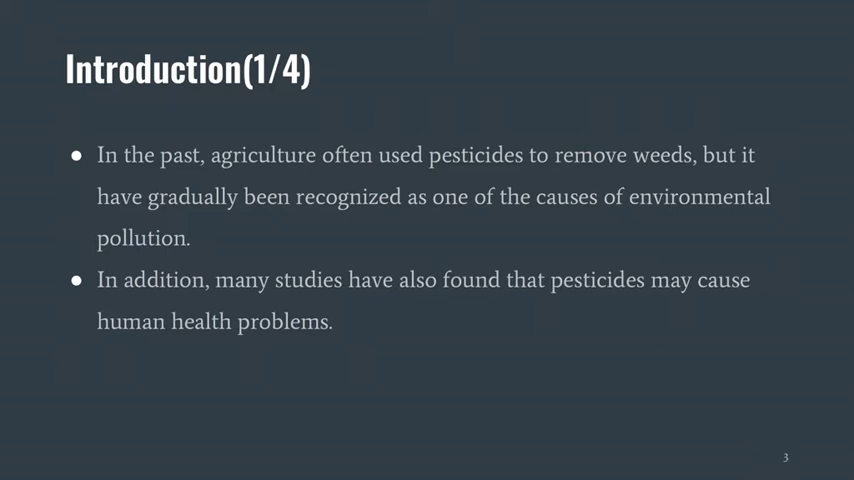 Introduction(1/4)
● In the past, agriculture often used pesticides to remove weeds, but it
have gradually been recognized as one of the causes of environmental
pollution.
● In addition, many studies have also found that pesticides may cause
human health problems.
3